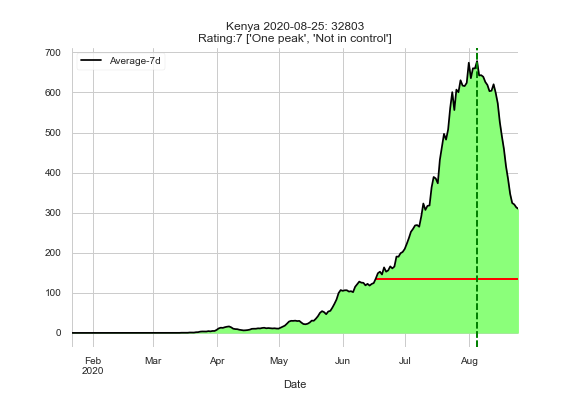 Kenya 2020-08-25: 32803
Rating:7 ['One peak', 'Not in control']
Average-7d
700
600
500
400
300
200
100
0
Feb Mar Apr May Jun Jul Aug
2020
Date